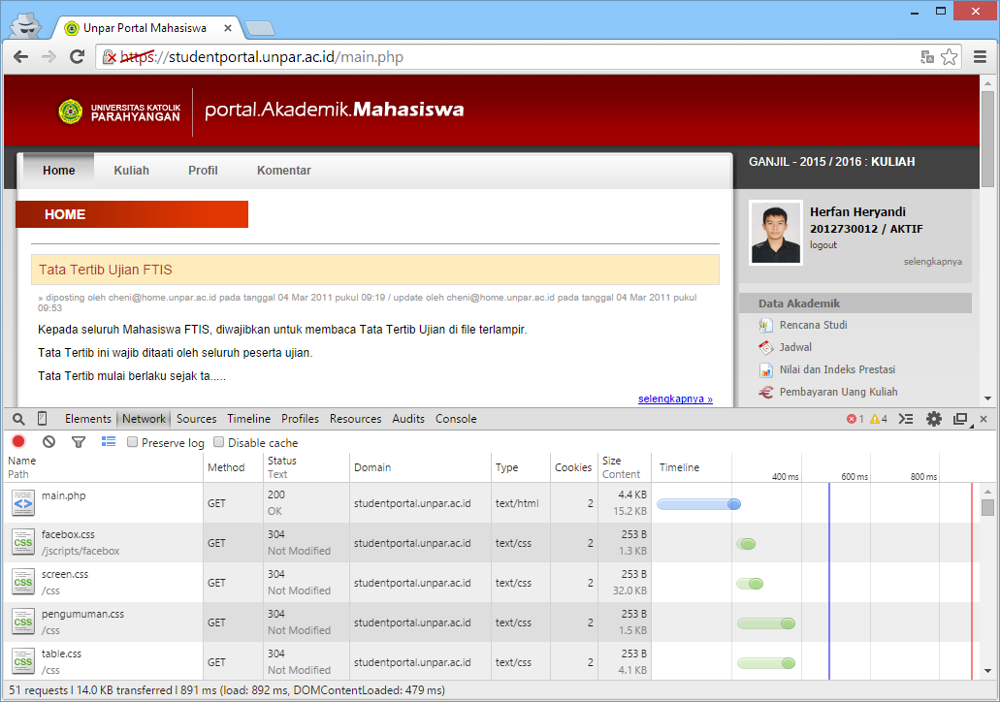 Unpar Portal Mahasiswa
https://studentportal.unpar.ac.id/main.php
UNIVERSITAS KATOLIK
PARAHYANGAN
portal.Akademik.Mahasiswa
Home Kuliah Profil Komentar
GANJIL - 2015 / 2016 : KULIAH
HOME
Herfan Heryandi
2012730012 / AKTIF
logout
selengkapnya
Tata Tertib Ujian FTIS
» diposting oleh cheni@home.unpar.ac.id pada tanggal 04 Mar 2011 pukul 09:19 / update oleh cheni@home.unpar.ac.id pada tanggal 04 Mar 2011 pukul
09:53
Kepada seluruh Mahasiswa FTIS, diwajibkan untuk membaca Tata Tertib Ujian di file terlampir.
Tata Tertib ini wajib ditaati oleh seluruh peserta ujian.
Tata Tertib mulai berlaku sejak ta.....
selengkapnya »
Data Akademik
Rencana Studi
Jadwal
Nilai dan Indeks Prestasi
Pembayaran Uang Kuliah
Elements Network Sources Timeline Profiles Resources Audits Console 1 4
Preserve log Disable cache
Name Method Status Domain Type Cookies Size Timeline
Path Text Content 400 ms 600 ms 800 ms
main.php GET 200 studentportal.unpar.ac.id text/html 2 4.4 KB
OK 15.2 KB
<>
facebox.css GET 304 studentportal.unpar.ac.id text/css 2 253 B
/jscripts/facebox Not Modified 1.3 KB
CSS
screen.css GET 304 studentportal.unpar.ac.id text/css 2 253 B
/css Not Modified 32.0 KB
CSS
pengumuman.css GET 304 studentportal.unpar.ac.id text/css 2 253 B
/css Not Modified 1.5 KB
CSS
table.css GET 304 studentportal.unpar.ac.id text/css 2 253 B
/css Not Modified 4.1 KB
CSS
51 requests | 14.0 KB transferred | 891 ms (load: 892 ms, DOMContentLoaded: 479 ms)